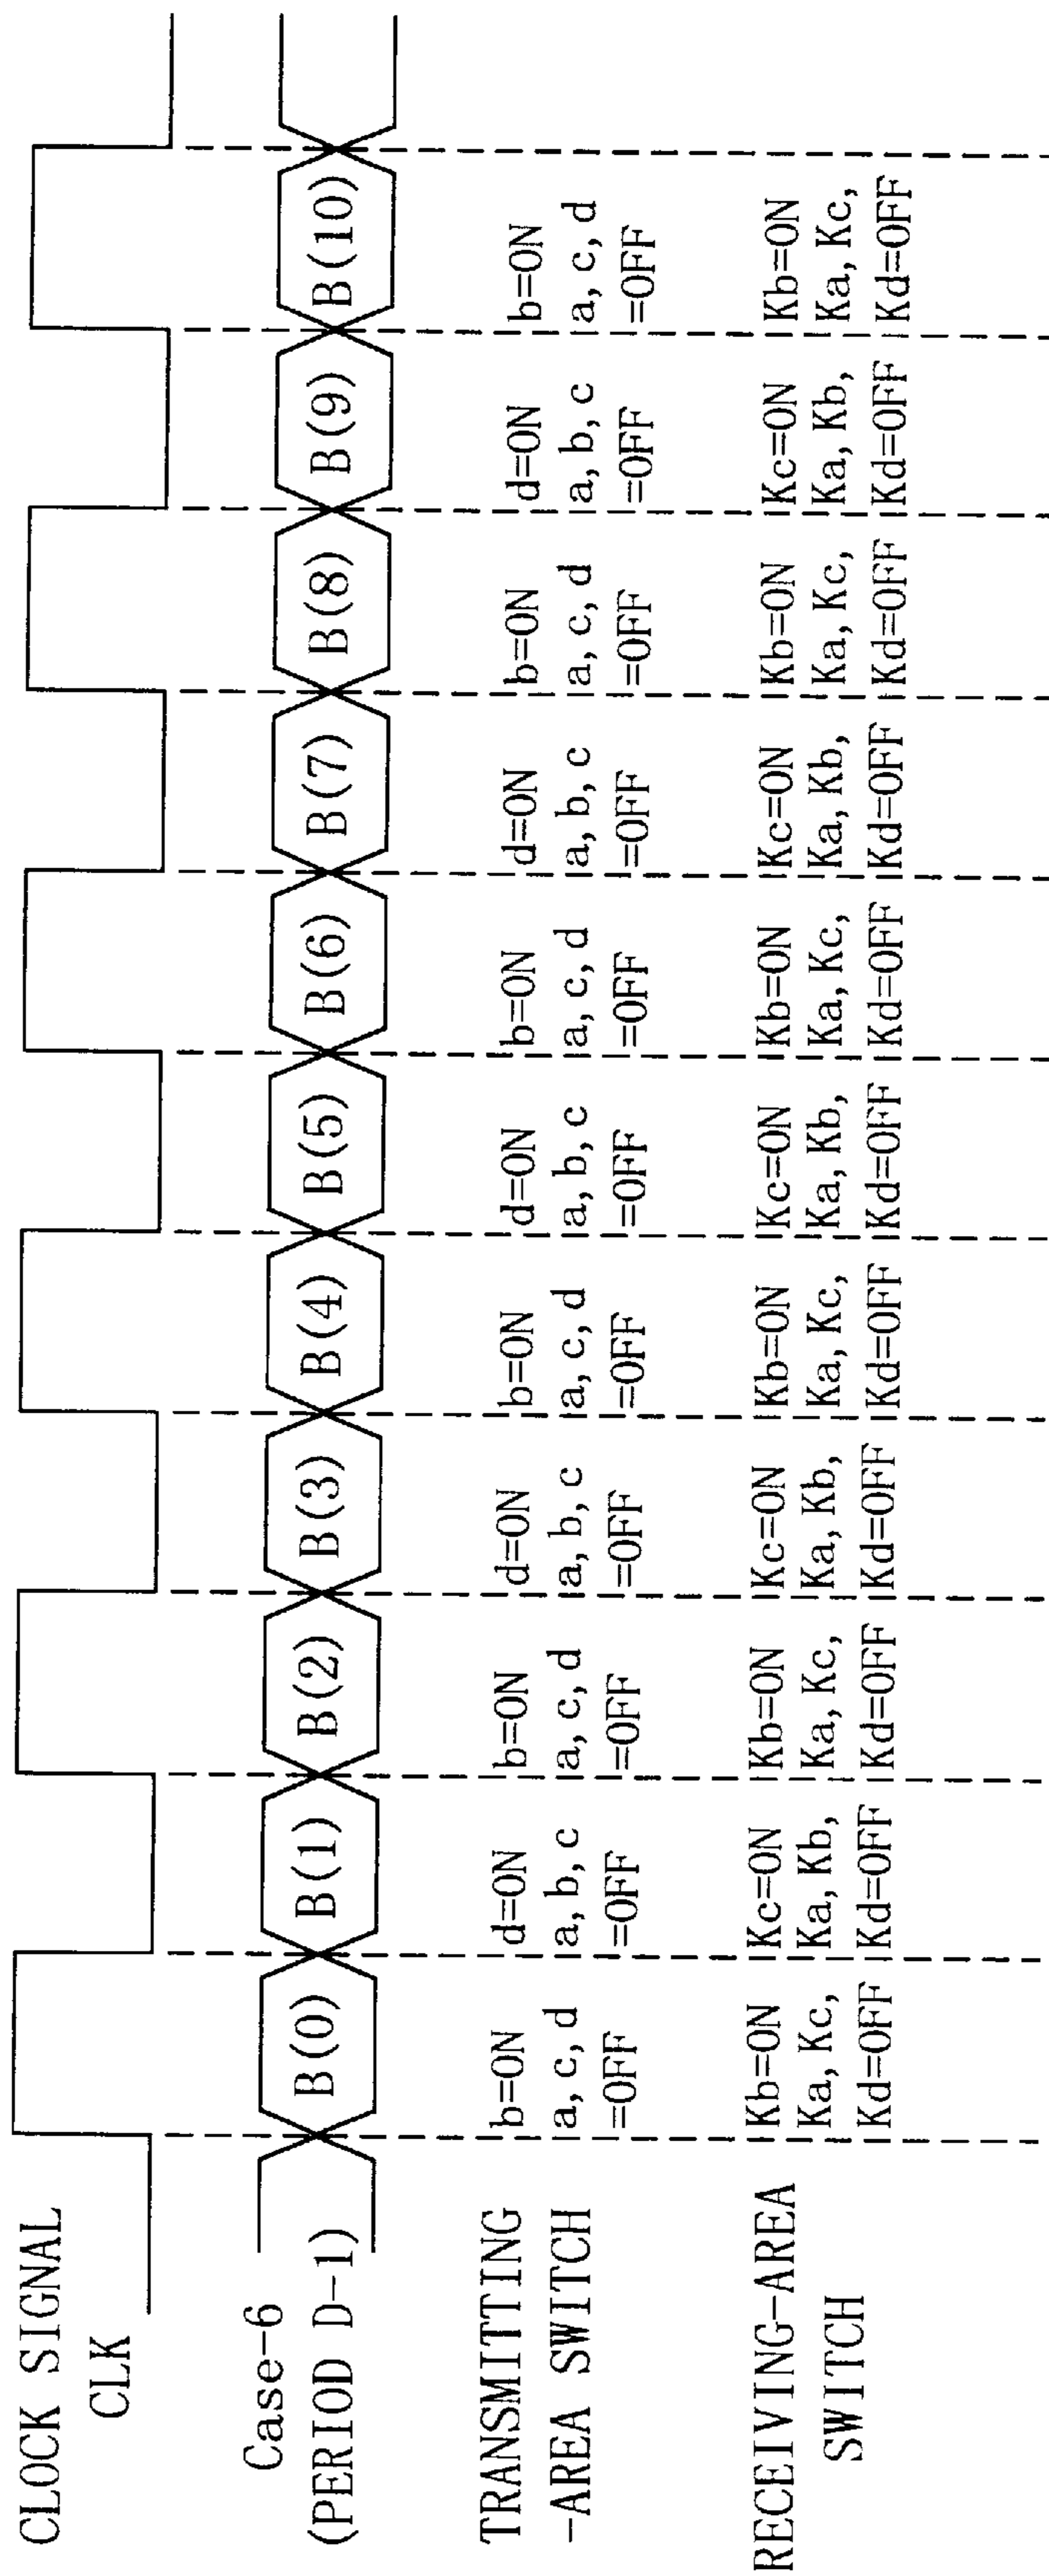 CLOCK SIGNAL
CLK
Case-6
(PERIOD D-1)
B(0)
B(1)
B(2)
B(3)
B(4)
B(5)
B(6)
B(7)
B(8)
B(9)
B(10)
TRANSMITTING
-AREA SWITCH
b=ON
a, c, d
=OFF
d=ON
a, b, c
=OFF
b=ON
a, c, d
=OFF
d=ON
a, b, c
=OFF
b=ON
a, c, d
=OFF
d=ON
a, b, c
=OFF
b=ON
a, c, d
=OFF
d=ON
a, b, c
=OFF
b=ON
a, c, d
=OFF
d=ON
a, b, c
=OFF
b=ON
a, c, d
=OFF
RECEIVING-AREA
SWITCH
Kb=ON
Ka, Kc,
Kd=OFF
Kc=ON
Ka, Kb,
Kd=OFF
Kb=ON
Ka, Kc,
Kd=OFF
Kc=ON
Ka, Kb,
Kd=OFF
Kb=ON
Ka, Kc,
Kd=OFF
Kc=ON
Ka, Kb,
Kd=OFF
Kb=ON
Ka, Kc,
Kd=OFF
Kc=ON
Ka, Kb,
Kd=OFF
Kb=ON
Ka, Kc,
Kd=OFF
Kc=ON
Ka, Kb,
Kd=OFF
Kb=ON
Ka, Kc,
Kd=OFF